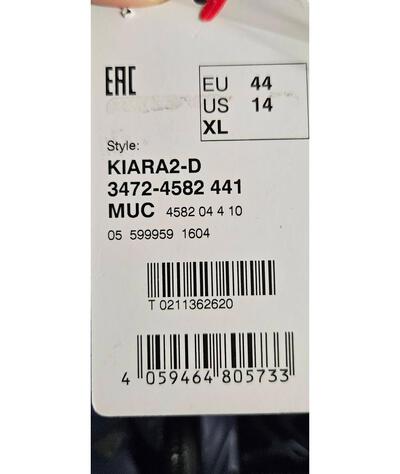 EAC
EU 44
US 14
XL
Style:
KIARA2-D
3472-4582 441
MUC 4582 04 4 10
05 599959 1604
T 0211362620
4 059464 805733